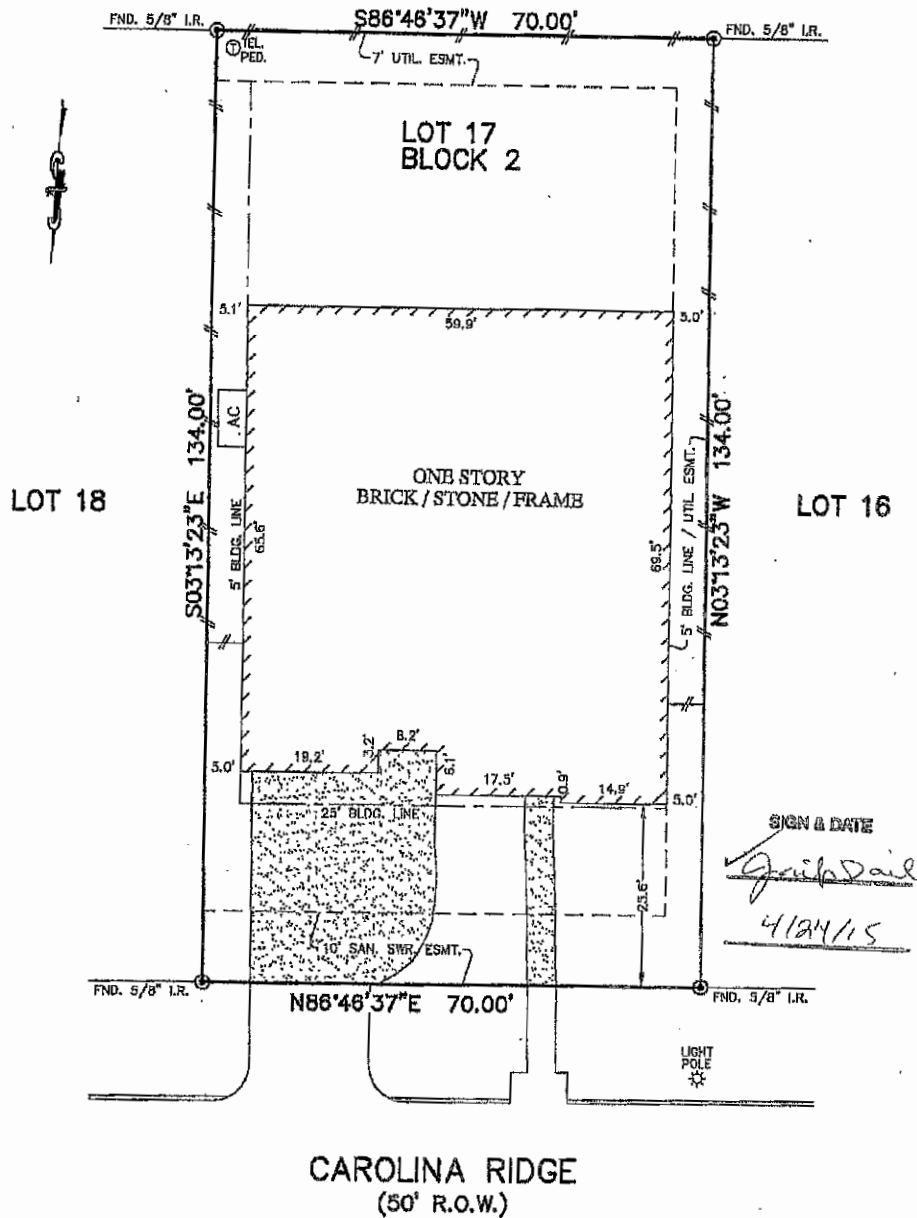 S86°46'37"W 70.00'
FND. 5/8" I.R.
FND. 5/8" I.R.
TEL.
PED.
T
7' UTIL. ESMT.
LOT 17
BLOCK 2
5.1'
59.9'
5.0'
AC
S03°13'23"E 134.00'
5' BLDG. LINE
65.6'
ONE STORY
BRICK / STONE / FRAME
69.5'
5' BLDG. LINE / UTIL ESMT.
N03°13'23"W 134.00'
LOT 18
LOT 16
19.2'
3.2'
8.2'
6.1'
17.5'
0.9'
14.9'
5.0'
5.0'
25' BLDG. LINE
25.6'
SIGN & DATE
4/24/15
10' SAN. SWR. ESMT.
FND. 5/8" I.R.
N86°46'37"E 70.00'
FND. 5/8" I.R.
LIGHT
POLE
CAROLINA RIDGE
(50' R.O.W.)